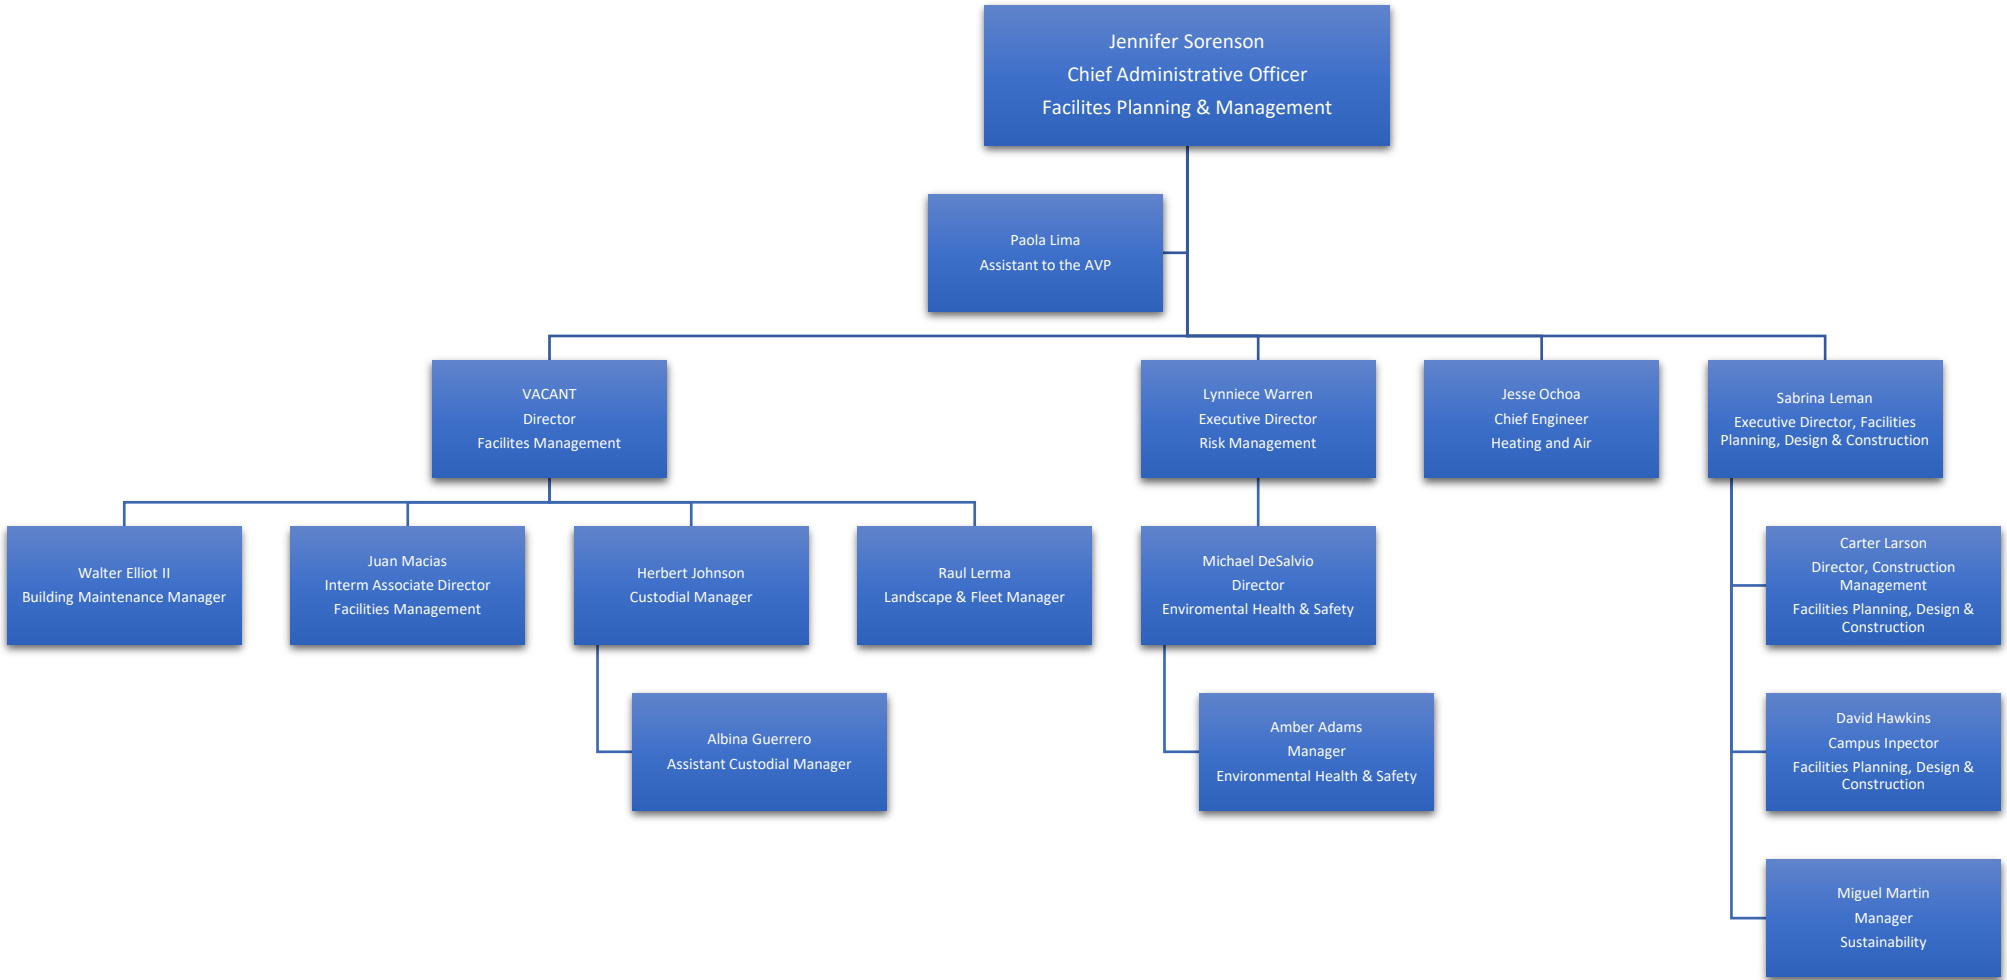 Jennifer Sorenson
Chief Administrative Officer
Facilites Planning & Management
Paola Lima
Assistant to the AVP
VACANT
Director
Facilites Management
Lynniece Warren
Executive Director
Risk Management
Jesse Ochoa
Chief Engineer
Heating and Air
Sabrina Leman
Executive Director, Facilities
Planning, Design & Construction
Walter Elliot II
Building Maintenance Manager
Juan Macias
Interm Associate Director
Facilities Management
Herbert Johnson
Custodial Manager
Raul Lerma
Landscape & Fleet Manager
Michael DeSalvio
Director
Enviromental Health & Safety
Carter Larson
Director, Construction
Management
Facilities Planning, Design &
Construction
Albina Guerrero
Assistant Custodial Manager
Amber Adams
Manager
Environmental Health & Safety
David Hawkins
Campus Inpector
Facilities Planning, Design &
Construction
Miguel Martin
Manager
Sustainability